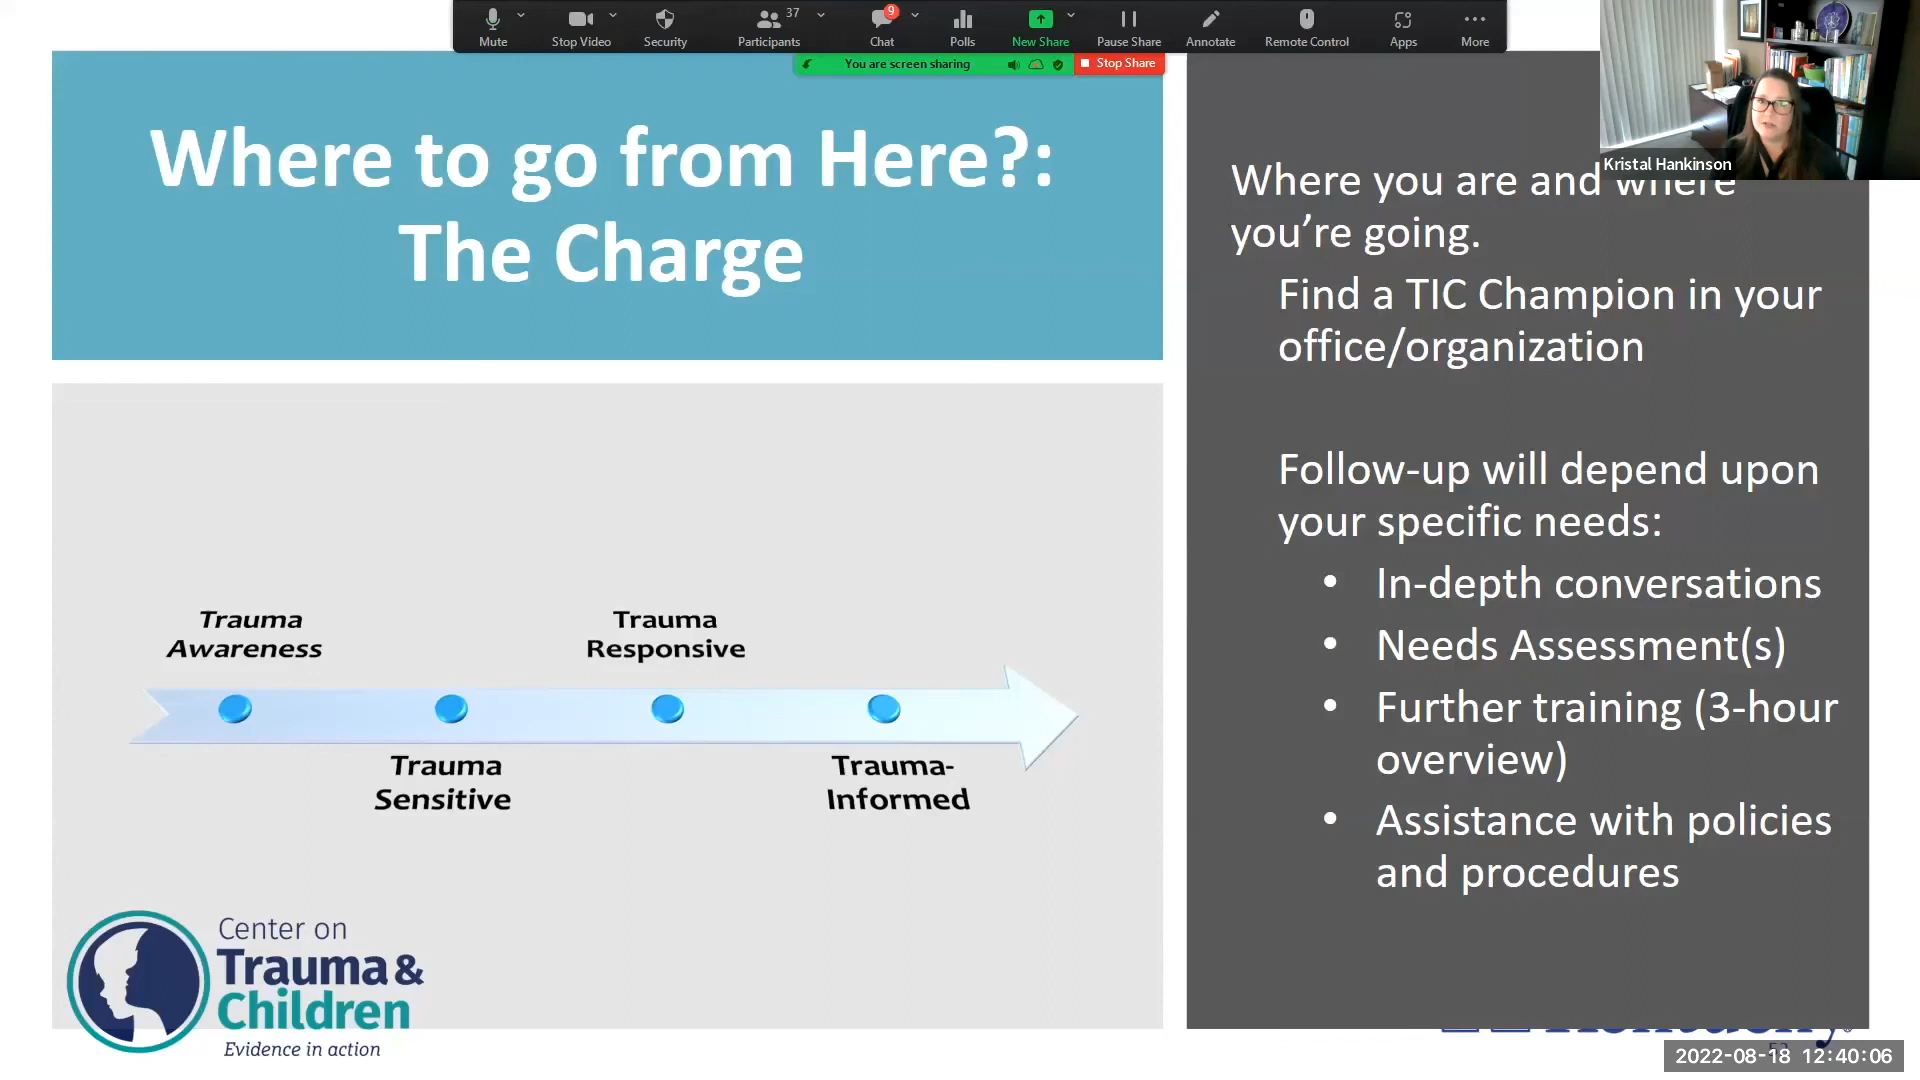 Mute
Stop Video
Security
Participants
37
Chat
9
Polls
New Share
Pause Share
Annotate
Remote Control
Apps
More
You are screen sharing
Stop Share
Kristal Hankinson
Where to go from Here?:
The Charge
Where you are and where
you’re going.
Find a TIC Champion in your
office/organization
Follow-up will depend upon
your specific needs:
• In-depth conversations
• Needs Assessment(s)
• Further training (3-hour
overview)
• Assistance with policies
and procedures
Trauma
Awareness
Trauma
Responsive
Trauma
Sensitive
Trauma-
Informed
Center on
Trauma &
Children
Evidence in action
2022-08-18 12:40:06